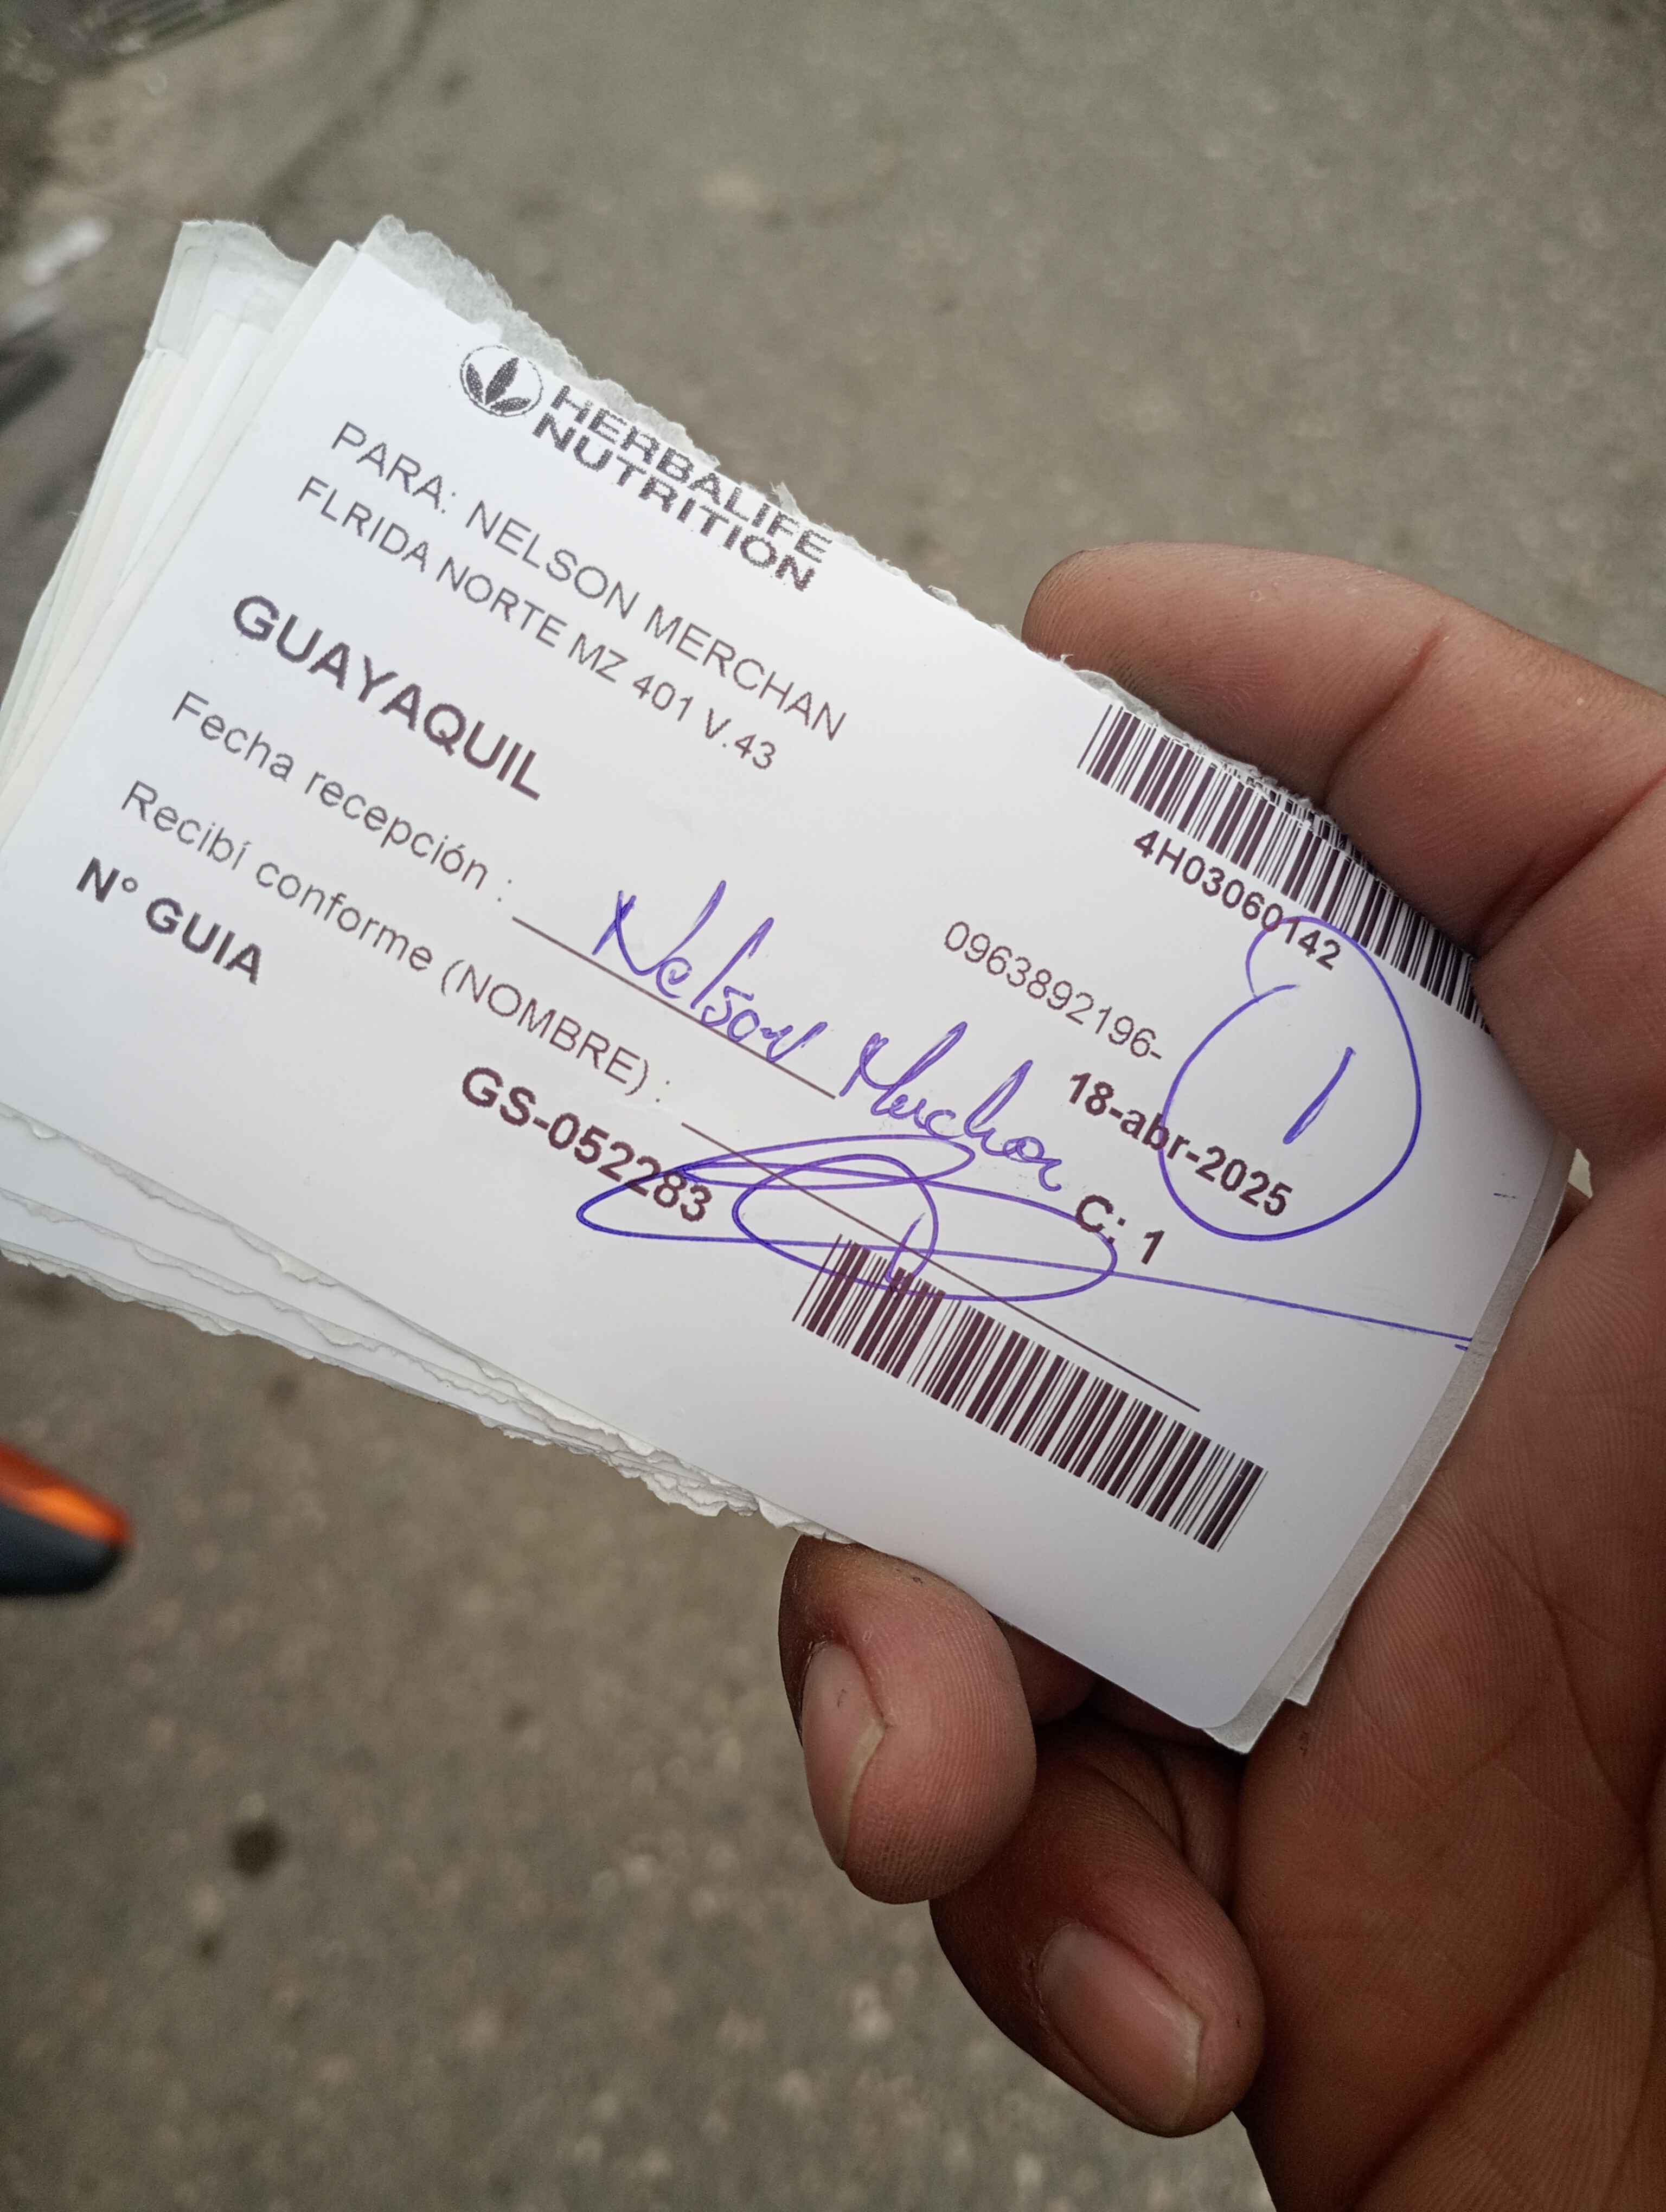 HERBALIFE
NUTRITION
4H03060142
PARA: NELSON MERCHAN
FLRIDA NORTE MZ 401 V.43
0963892196-
1
GUAYAQUIL
18-abr-2025
Fecha recepción :
Nelson Merchan
Recibí conforme (NOMBRE) :
C: 1
N° GUIA
GS-052283